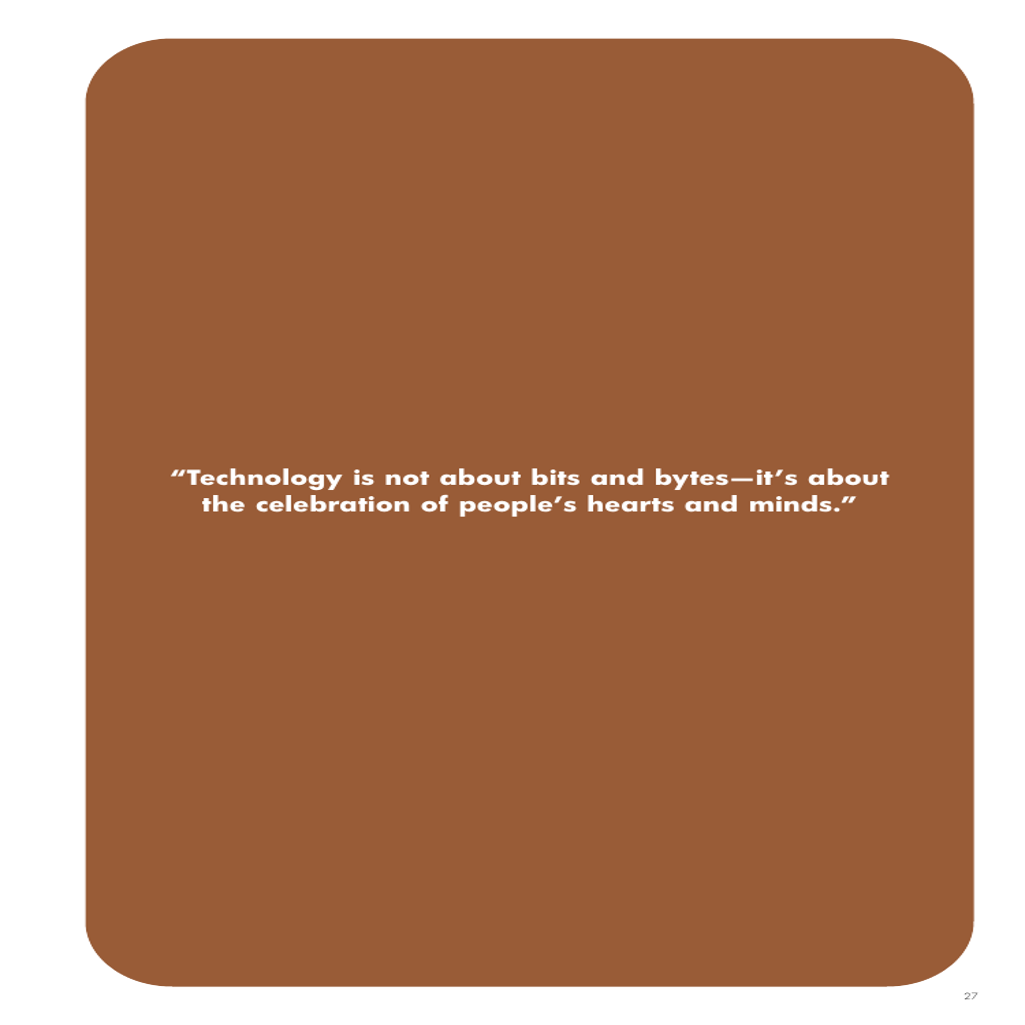 “Technology is not about bits and bytes—it’s about
the celebration of people’s hearts and minds.”
27